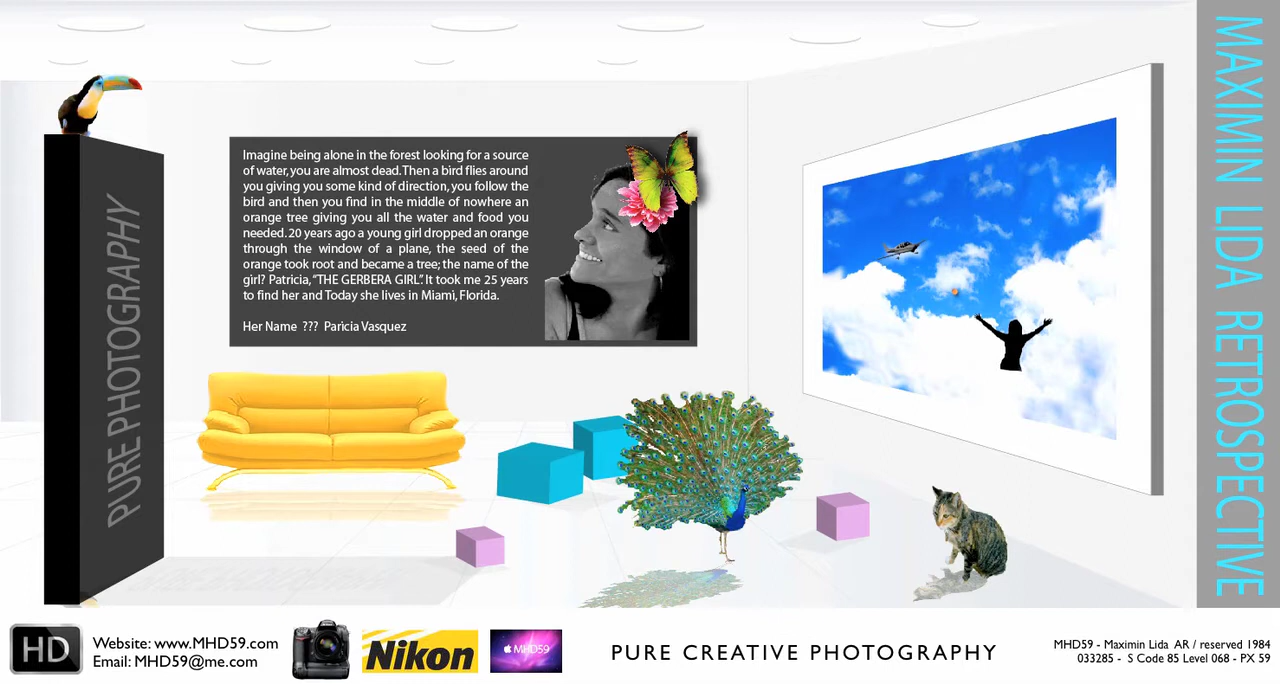 MAXIMIN LIDA RETROSPECTIVE
PURE PHOTOGRAPHY
Imagine being alone in the forest looking for a source
of water, you are almost dead. Then a bird flies around
you giving you some kind of direction, you follow the
bird and then you find in the middle of nowhere an
orange tree giving you all the water and food you
needed. 20 years ago a young girl dropped an orange
through the window of a plane, the seed of the
orange took root and became a tree; the name of the
girl? Patricia, “THE GERBERA GIRL”. It took me 25 years
to find her and Today she lives in Miami, Florida.
Her Name ??? Paricia Vasquez
HD
Website: www.MHD59.com
Email: MHD59@me.com
Nikon
MHD59
PURE CREATIVE PHOTOGRAPHY
MHD59 - Maximin Lida AR / reserved 1984
033285 - S Code 85 Level 068 - PX 59